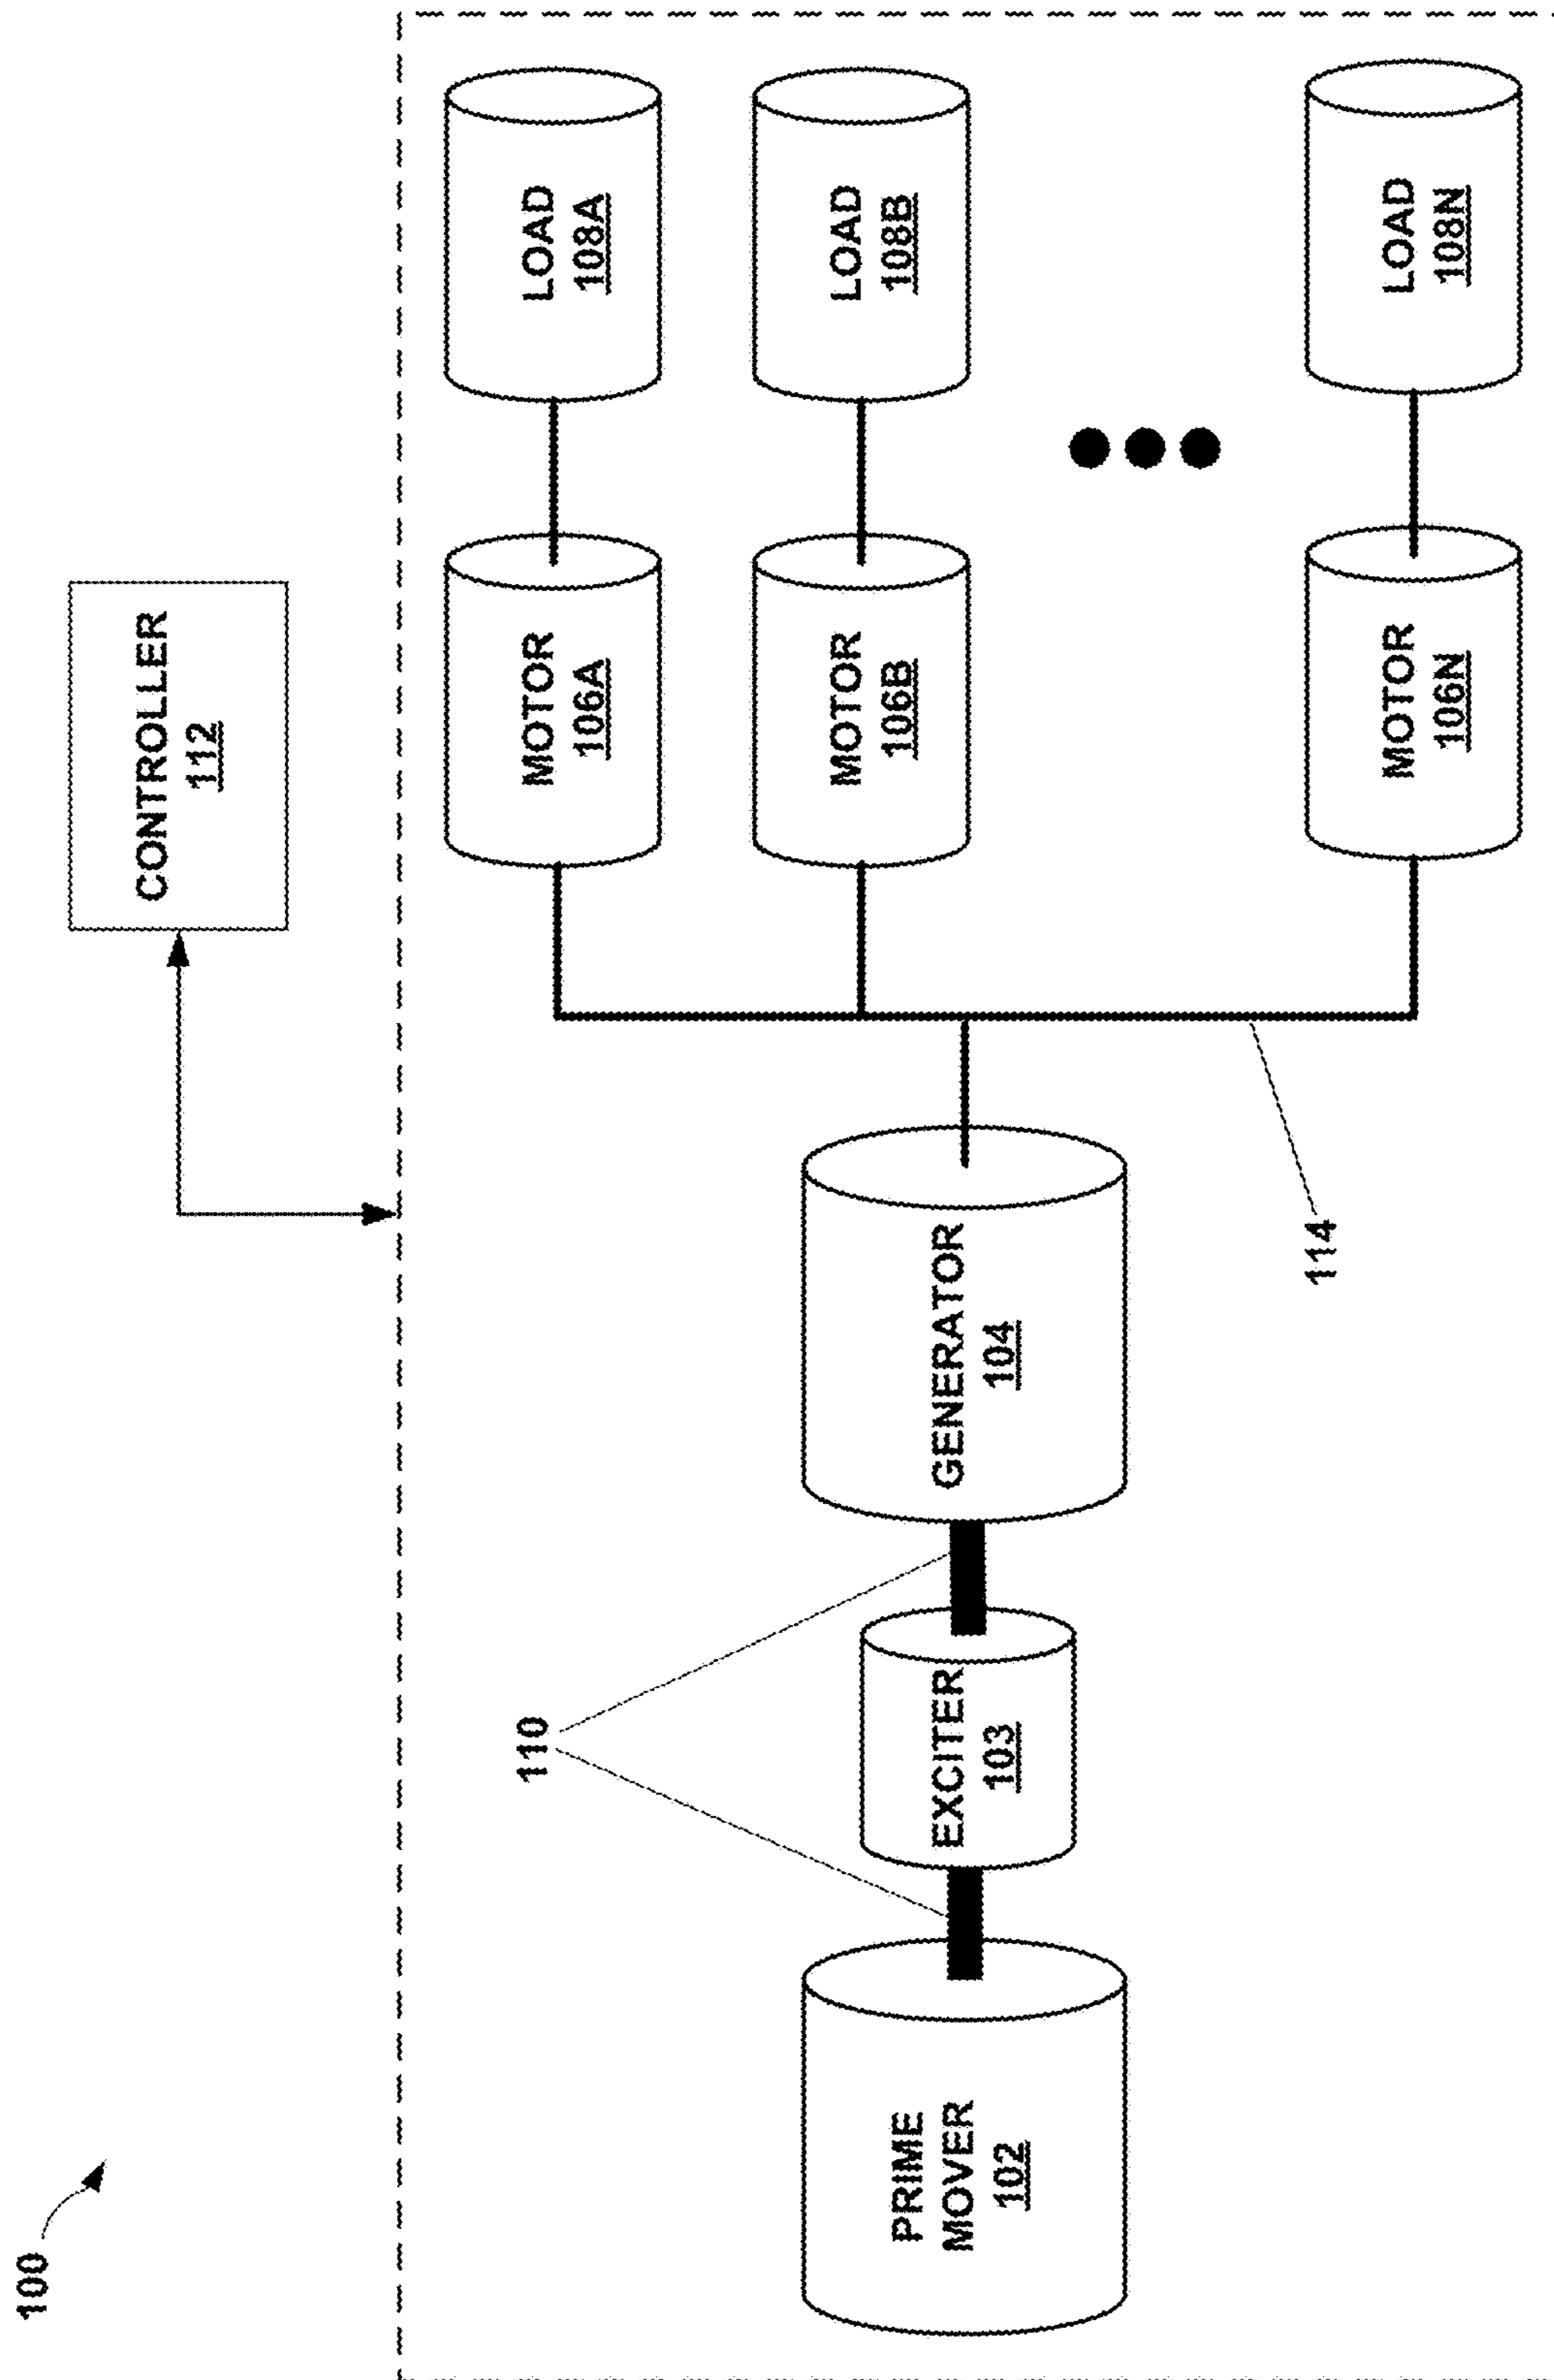 100
CONTROLLER
112
LOAD
108A
MOTOR
106A
LOAD
108B
MOTOR
106B
LOAD
108N
MOTOR
106N
114
GENERATOR
104
110
EXCITER
103
PRIME
MOVER
102